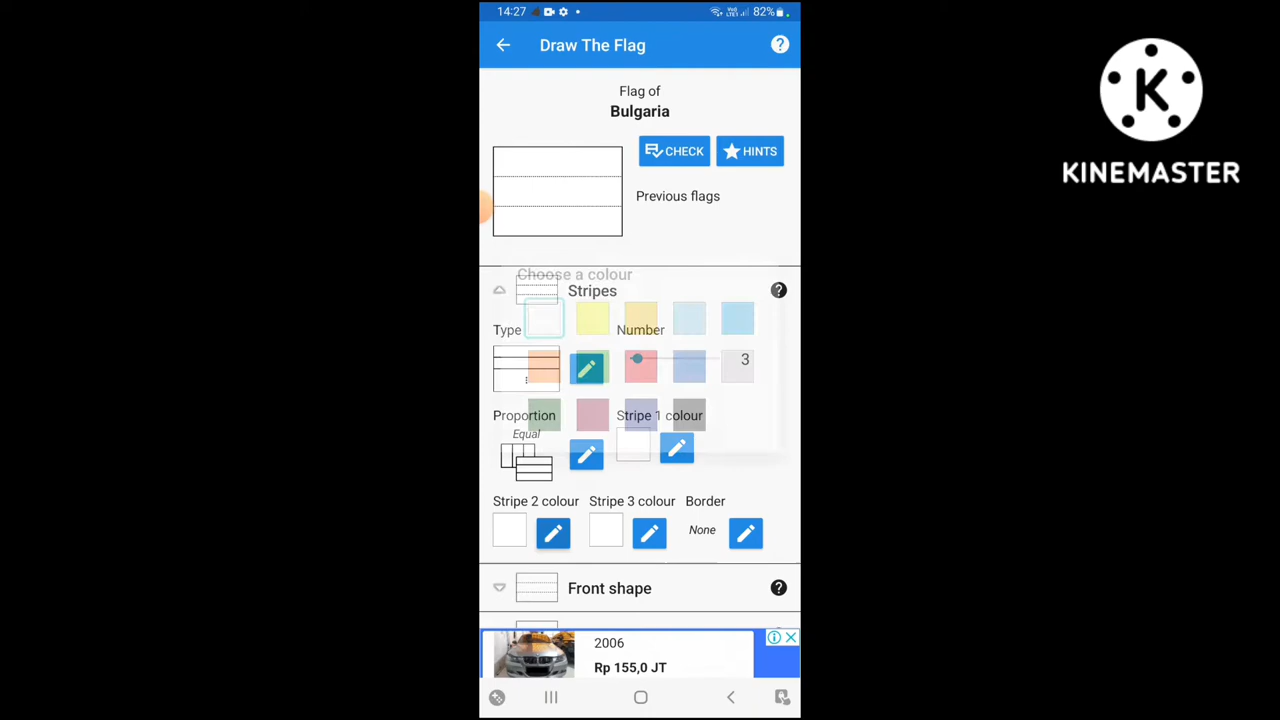 14:27
VoLTE1 82%
Draw The Flag
?
Flag of
Bulgaria
CHECK HINTS
Previous flags
Choose a colour
Stripes
?
Type Number
3
Proportion Stripe 1 colour
Equal
Stripe 2 colour Stripe 3 colour Border
None
Front shape
?
2006
Rp 155,0 JT
K
KINEMASTER